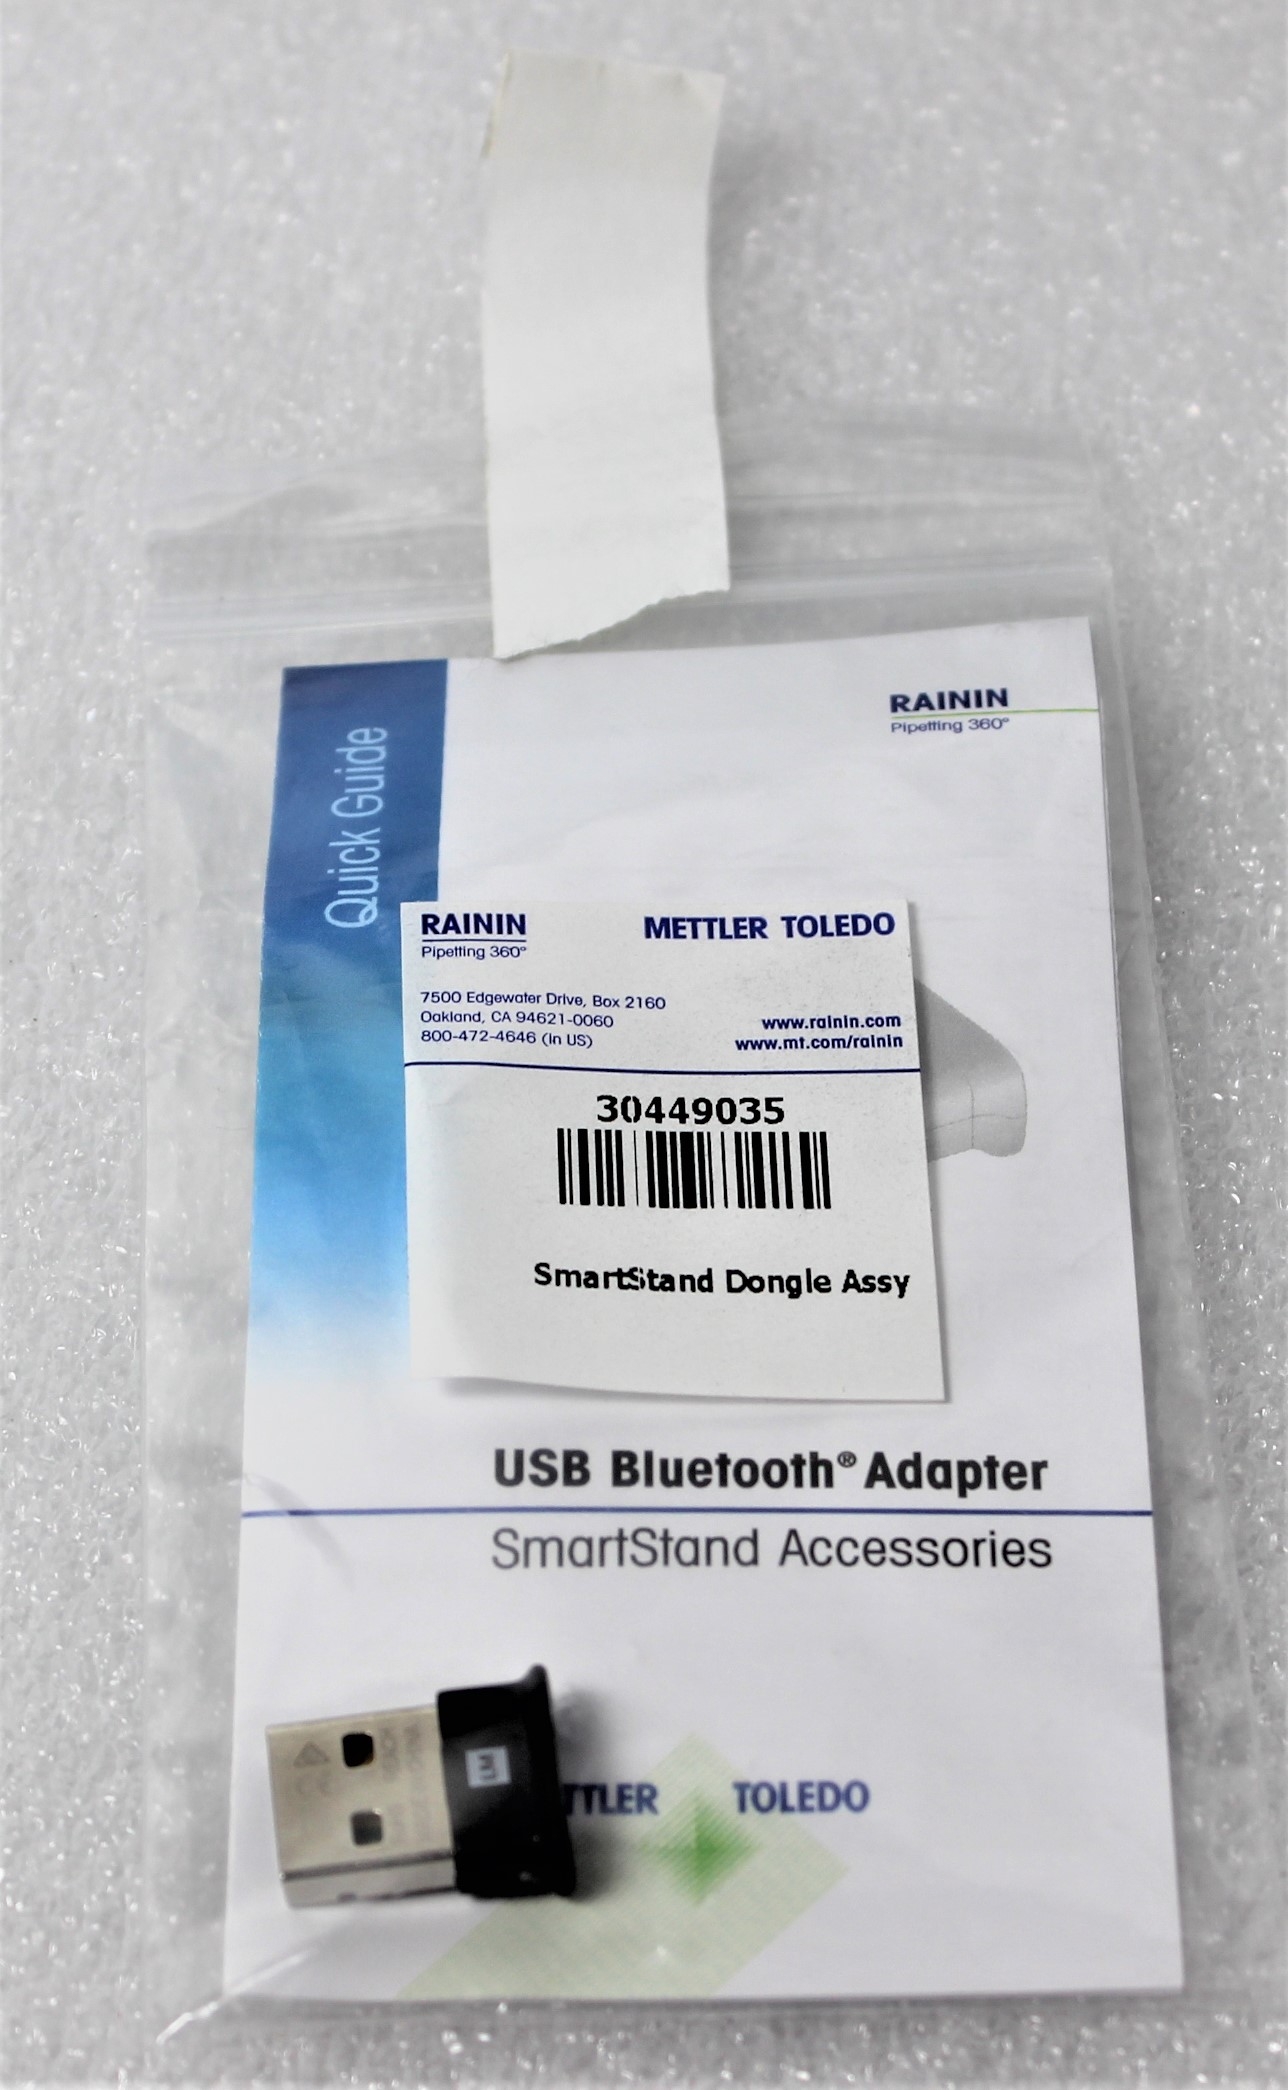 RAININ
Pipetting 360°
Quick Guide
RAININ
Pipetting 360°
METTLER TOLEDO
7500 Edgewater Drive, Box 2160
Oakland, CA 94621-0060
800-472-4646 (in US)
www.rainin.com
www.mt.com/rainin
30449035
SmartStand Dongle Assy
USB Bluetooth® Adapter
SmartStand Accessories
LM
TTLER TOLEDO